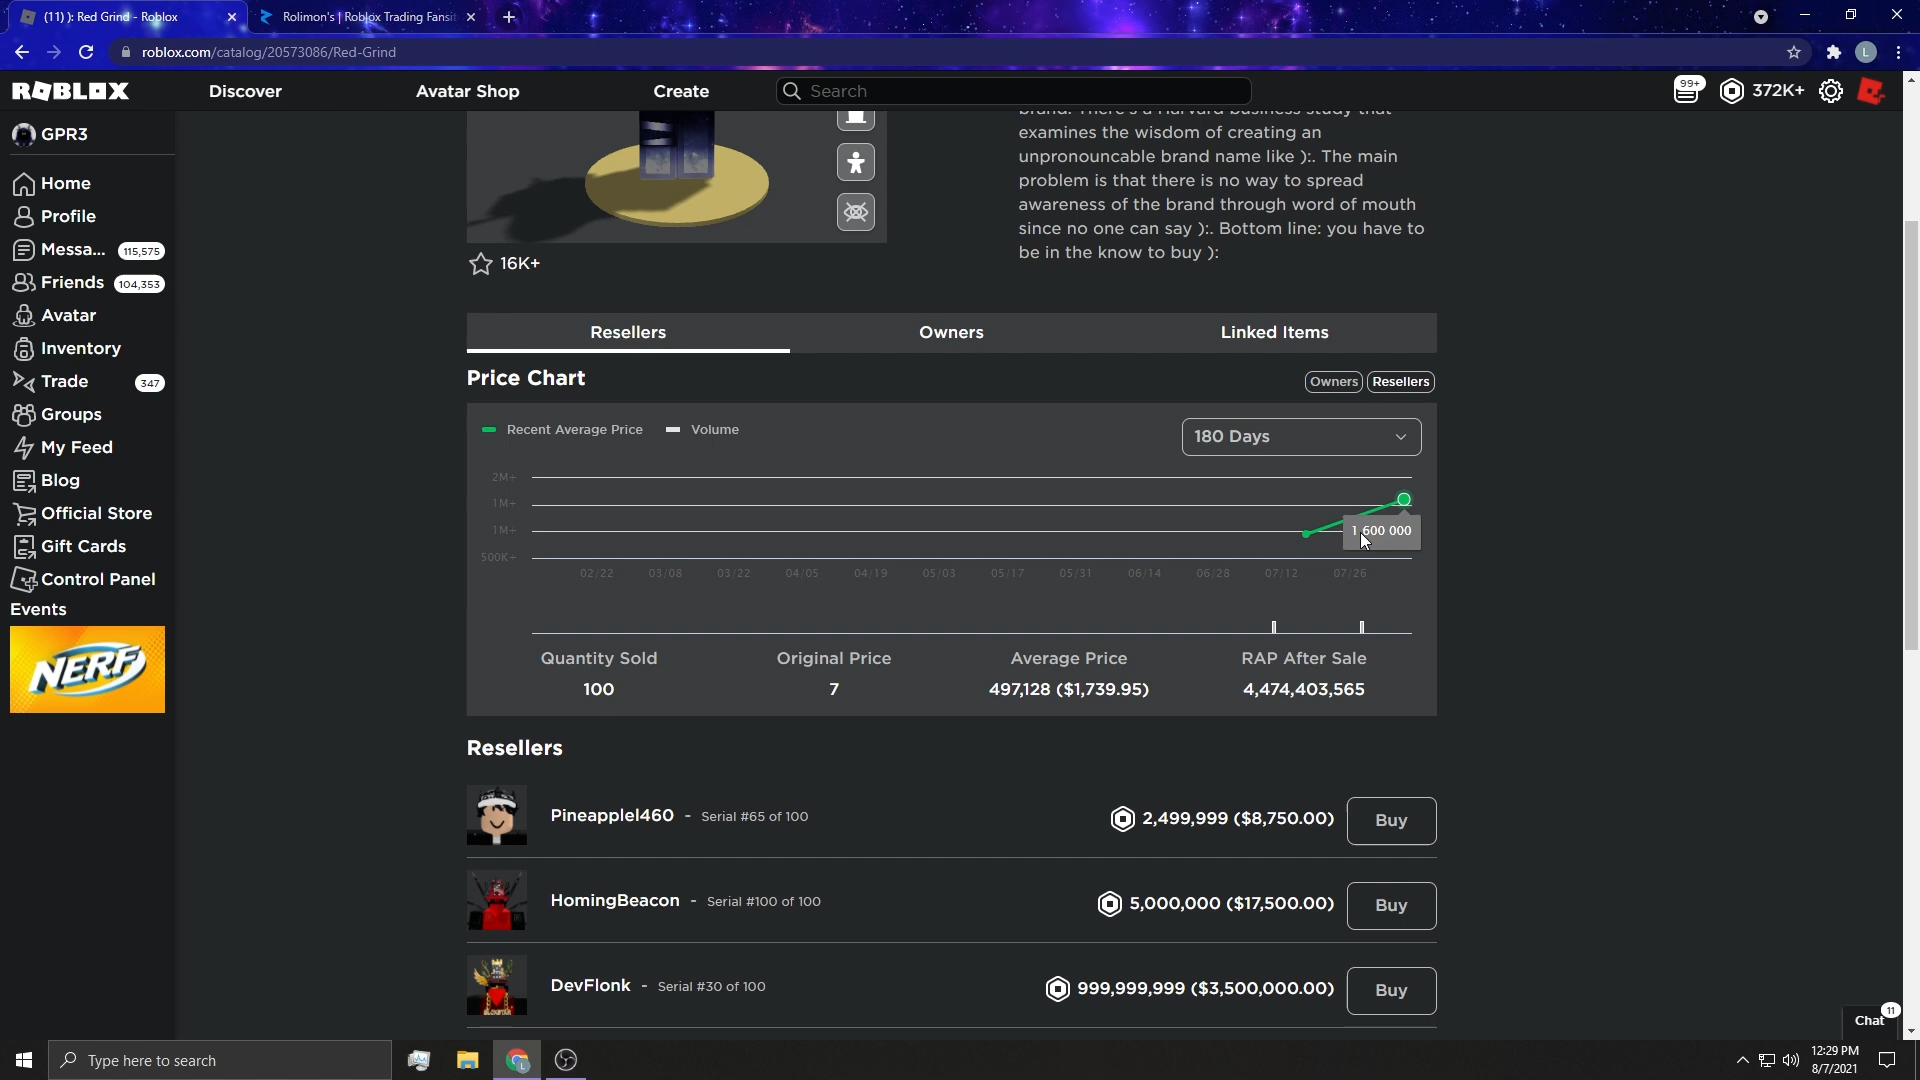 (11) ): Red Grind - Roblox
Rolimon's | Roblox Trading Fansit
roblox.com/catalog/20573086/Red-Grind
L
ROBLOX
Discover
Avatar Shop
Create
Search
99+
372K+
GPR3
Home
Profile
Messa... 115,575
Friends 104,353
Avatar
Inventory
Trade 347
Groups
My Feed
Blog
Official Store
Gift Cards
Control Panel
Events
NERF
brand. There's a Harvard business study that
examines the wisdom of creating an
unpronouncable brand name like ):. The main
problem is that there is no way to spread
awareness of the brand through word of mouth
since no one can say ):. Bottom line: you have to
be in the know to buy ):
16K+
Resellers
Owners
Linked Items
Price Chart
Owners
Resellers
Recent Average Price
Volume
180 Days
2M+
1M+
1M+
500K+
1 600 000
02/22 03/08 03/22 04/05 04/19 05/03 05/17 05/31 06/14 06/28 07/12 07/26
Quantity Sold
100
Original Price
7
Average Price
497,128 ($1,739.95)
RAP After Sale
4,474,403,565
Resellers
Pineapplel460 - Serial #65 of 100
2,499,999 ($8,750.00)
Buy
HomingBeacon - Serial #100 of 100
5,000,000 ($17,500.00)
Buy
DevFlonk - Serial #30 of 100
999,999,999 ($3,500,000.00)
Buy
Chat 11
Type here to search
L
12:29 PM
8/7/2021